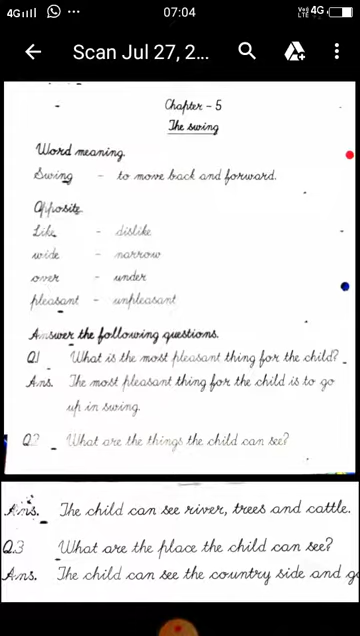 4G
07:04
VoLTE 4G
Scan Jul 27, 2...
Chapter - 5
The swing
Word meaning
Swing - to move back and forward.
Opposite
Like - dislike
wide - narrow
over - under
pleasant - unpleasant
Answer the following questions.
Q1 What is the most pleasant thing for the child?
Ans. The most pleasant thing for the child is to go
up in swing.
Q2 What are the things the child can see?
Ans. The child can see river, trees and cattle.
Q.3 What are the place the child can see?
Ans. The child can see the country side and